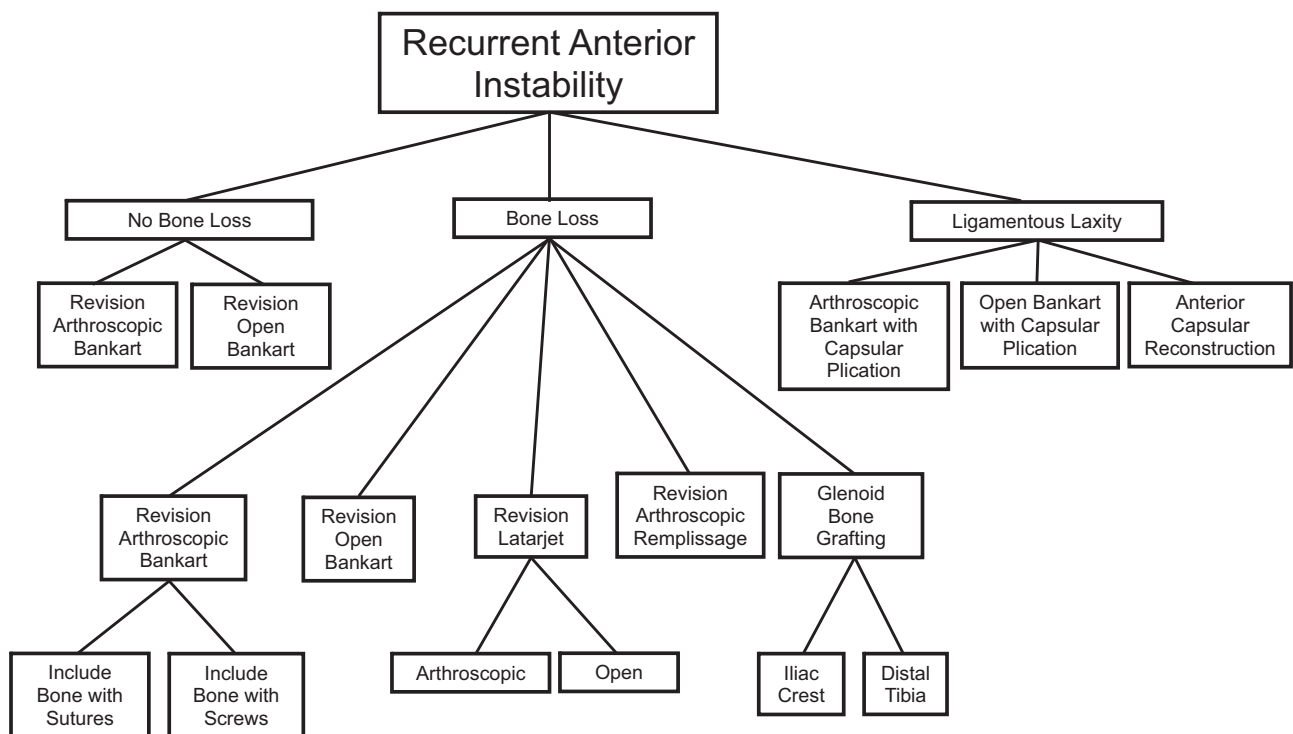 Recurrent Anterior
Instability
No Bone Loss
Bone Loss
Ligamentous Laxity
Revision
Arthroscopic
Bankart
Revision
Open
Bankart
Arthroscopic
Bankart with
Capsular
Plication
Open Bankart
with Capsular
Plication
Anterior
Capsular
Reconstruction
Revision
Arthroscopic
Bankart
Revision
Open
Bankart
Revision
Latarjet
Revision
Arthroscopic
Remplissage
Glenoid
Bone
Grafting
Include
Bone with
Sutures
Include
Bone with
Screws
Arthroscopic
Open
Iliac
Crest
Distal
Tibia